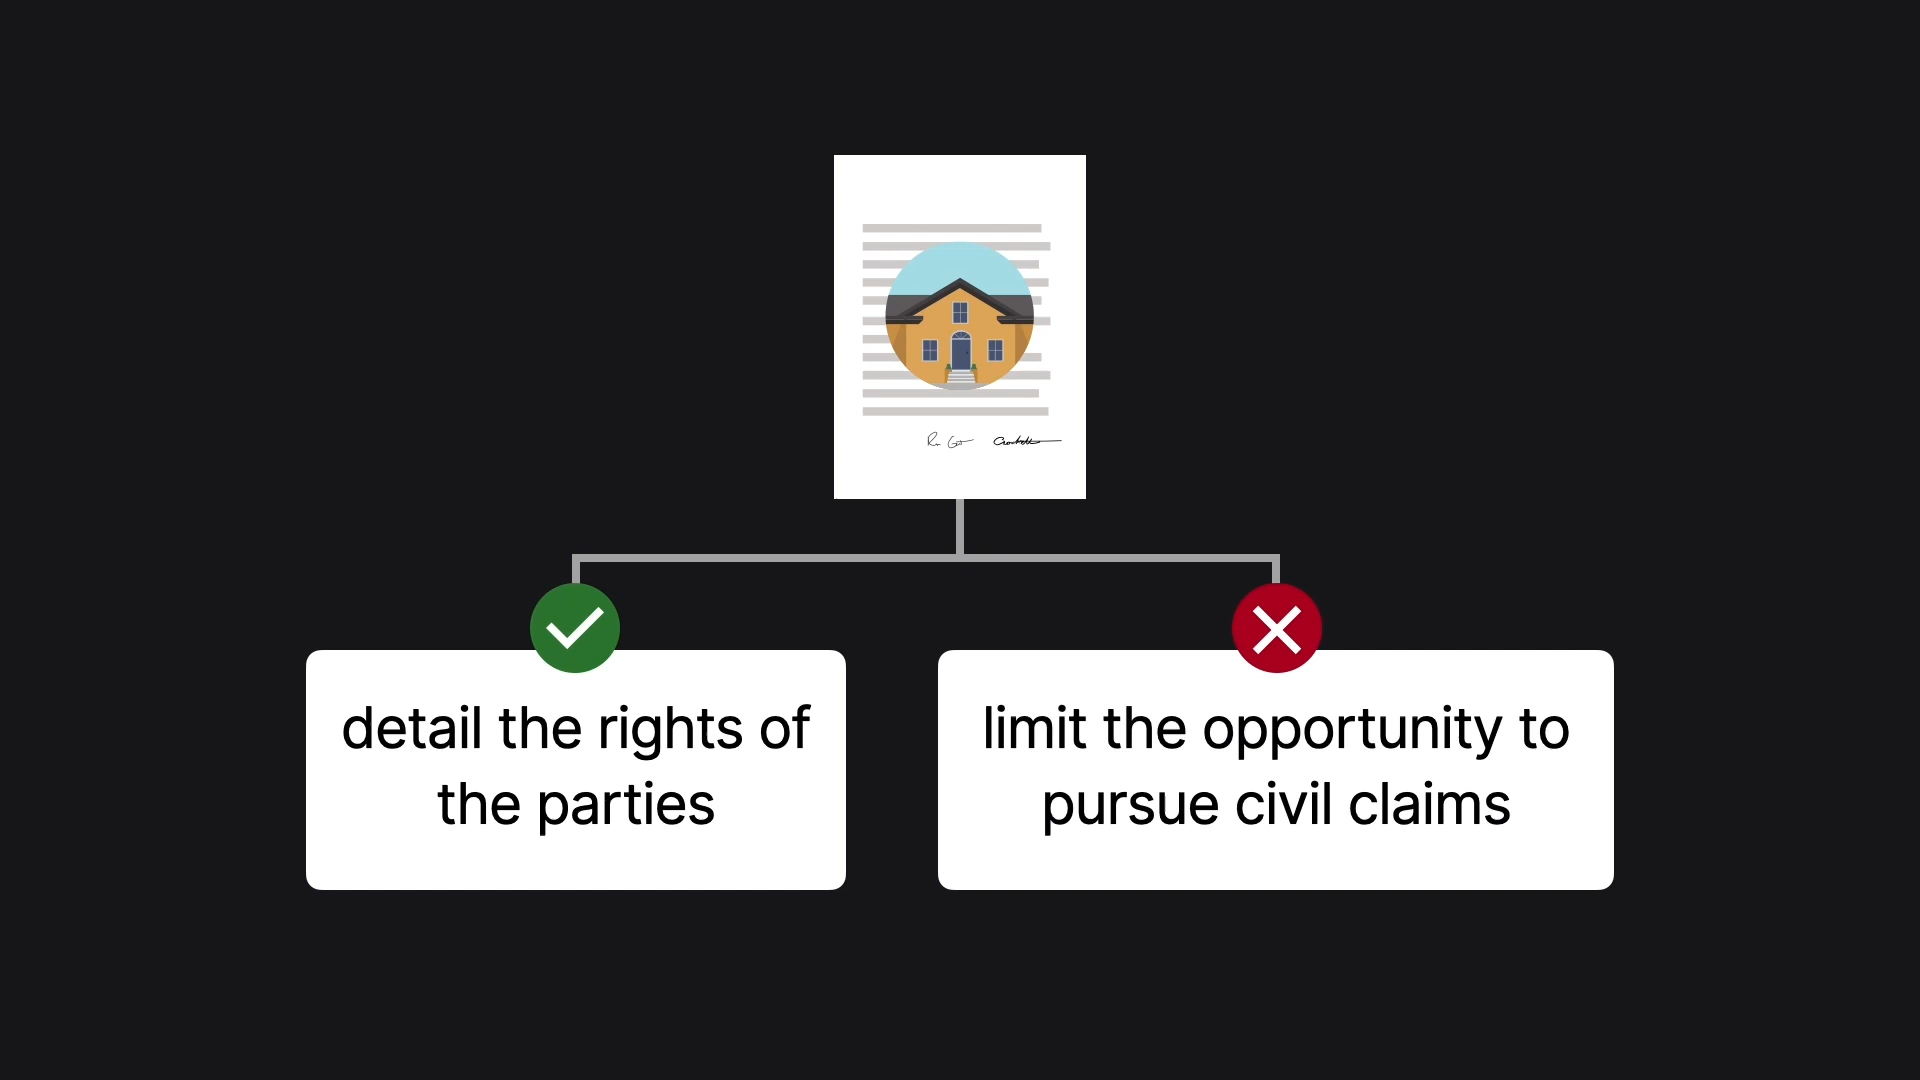 detail the rights of
the parties
limit the opportunity to
pursue civil claims